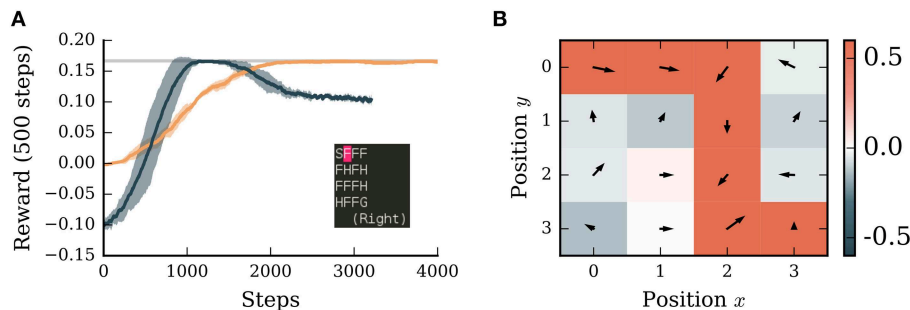 A
B
Reward (500 steps)
0.20
0.15
0.10
0.05
0.00
−0.05
−0.10
−0.15
0
1000
2000
3000
4000
Steps
SFFF
FHFH
FFFH
HFFG
(Right)
Position y
0
1
2
3
0
1
2
3
Position x
0.5
0.0
-0.5